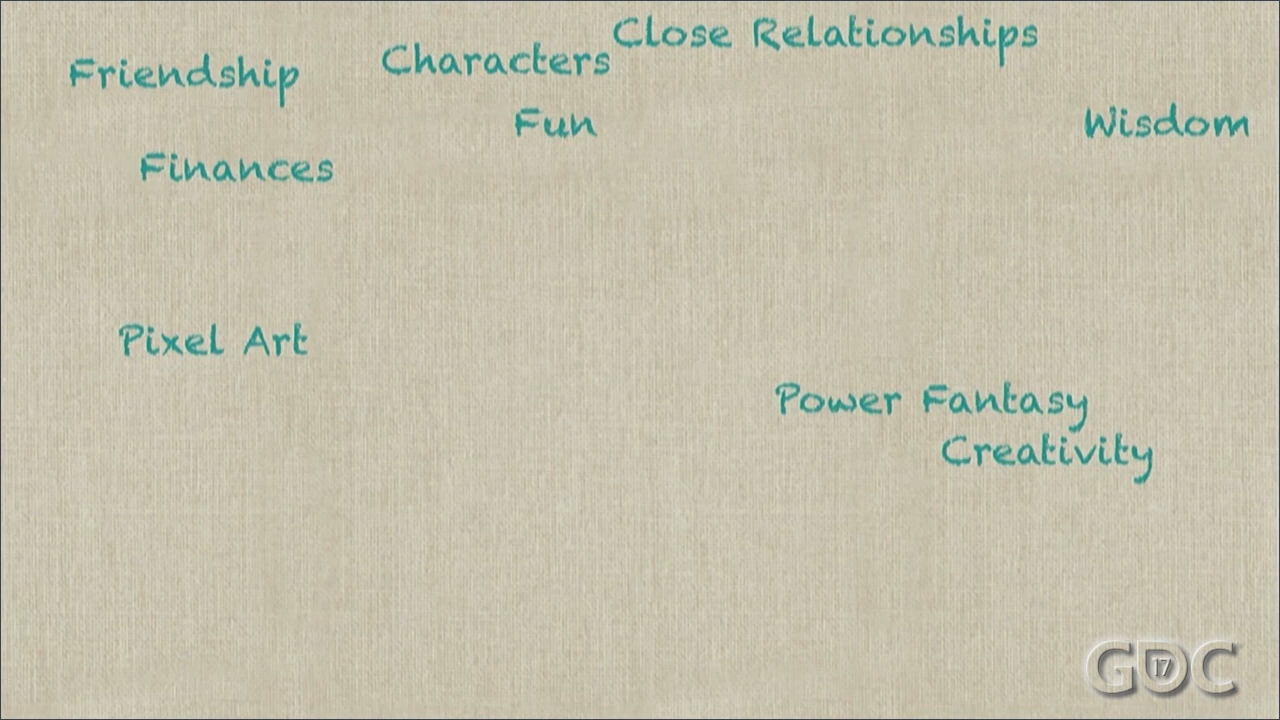 Close Relationships
Characters
Friendship
Fun
Wisdom
Finances
Pixel Art
Power Fantasy
Creativity
GDC
17